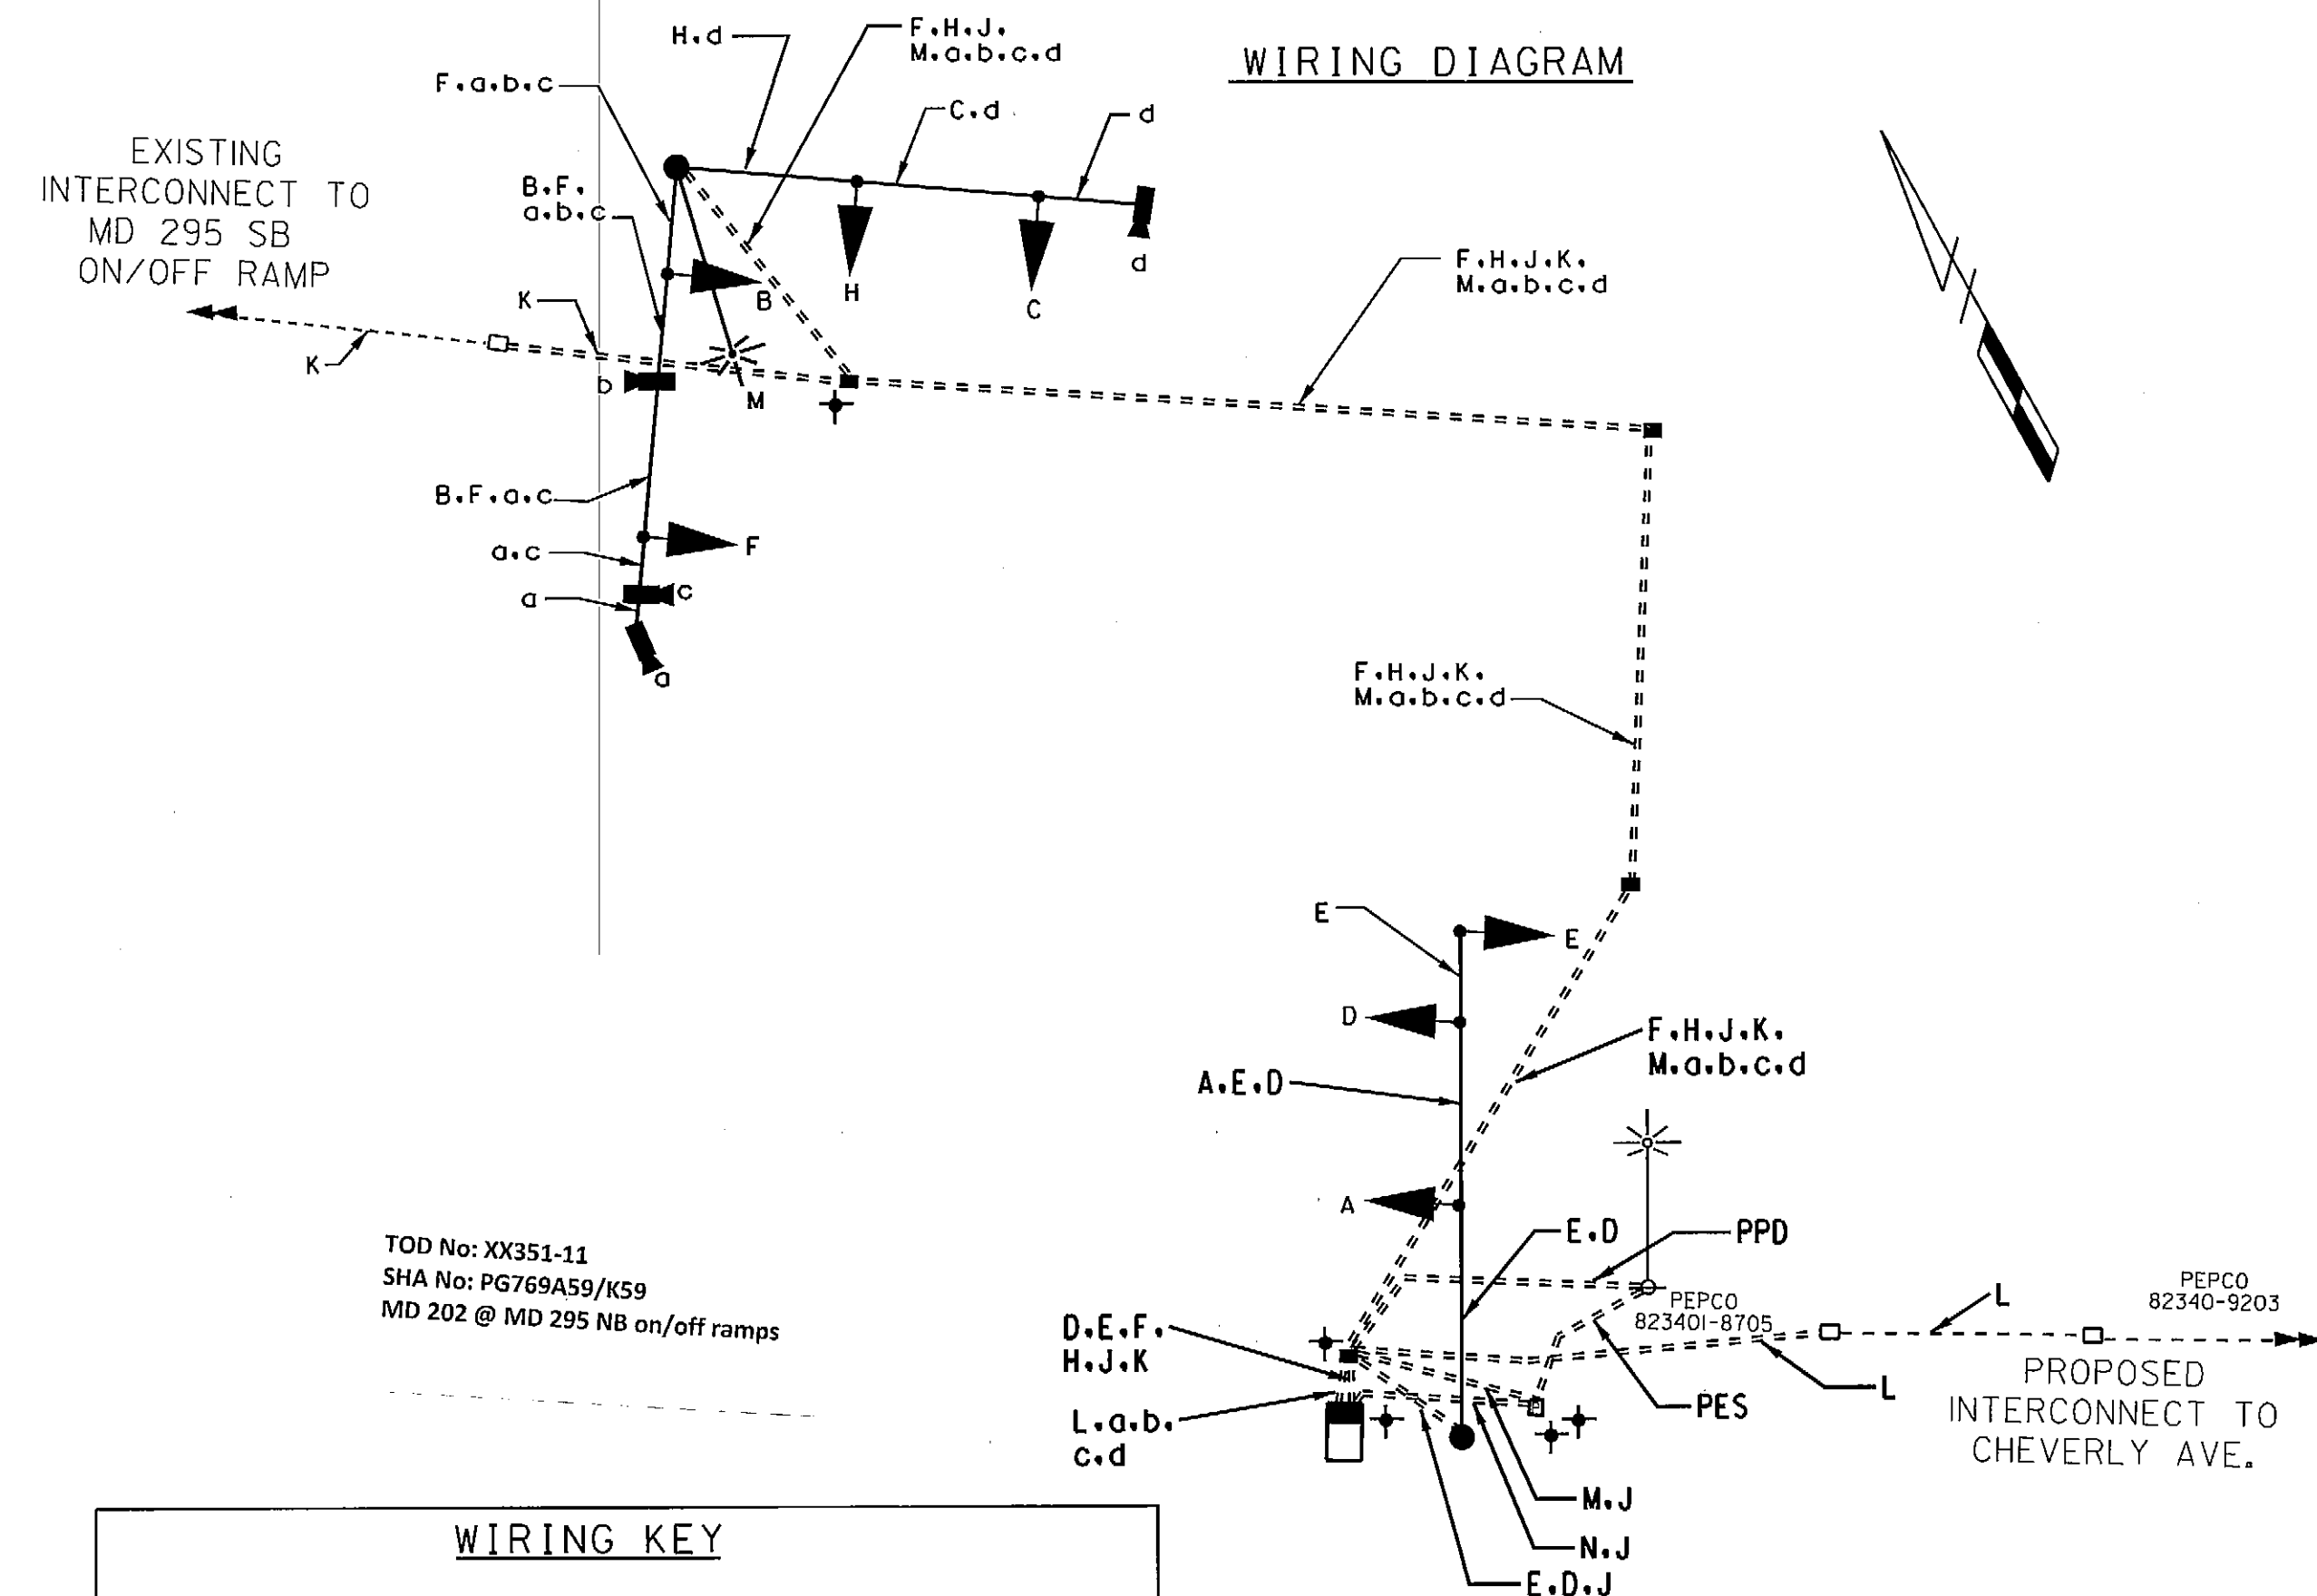 WIRING DIAGRAM
H.d
F.H.J.
M.a.b.c.d
F.a.b.c
C.d
d
EXISTING
INTERCONNECT TO
MD 295 SB
ON/OFF RAMP
B.F.
a.b.c
B
H
C
d
K
K
F.H.J.K.
M.a.b.c.d
b
M
B.F.a.c
F
a.c
c
a
a
F.H.J.K.
M.a.b.c.d
E
E
D
F.H.J.K.
M.a.b.c.d
A.E.D
A
E.D
PPD
TOD No: XX351-11
SHA No: PG769A59/K59
MD 202 @ MD 295 NB on/off ramps
PEPCO
823401-8705
L
PEPCO
82340-9203
D.E.F.
H.J.K
L.a.b.
c.d
L
PES
PROPOSED
INTERCONNECT TO
CHEVERLY AVE.
M.J
N.J
E.D.J
WIRING KEY